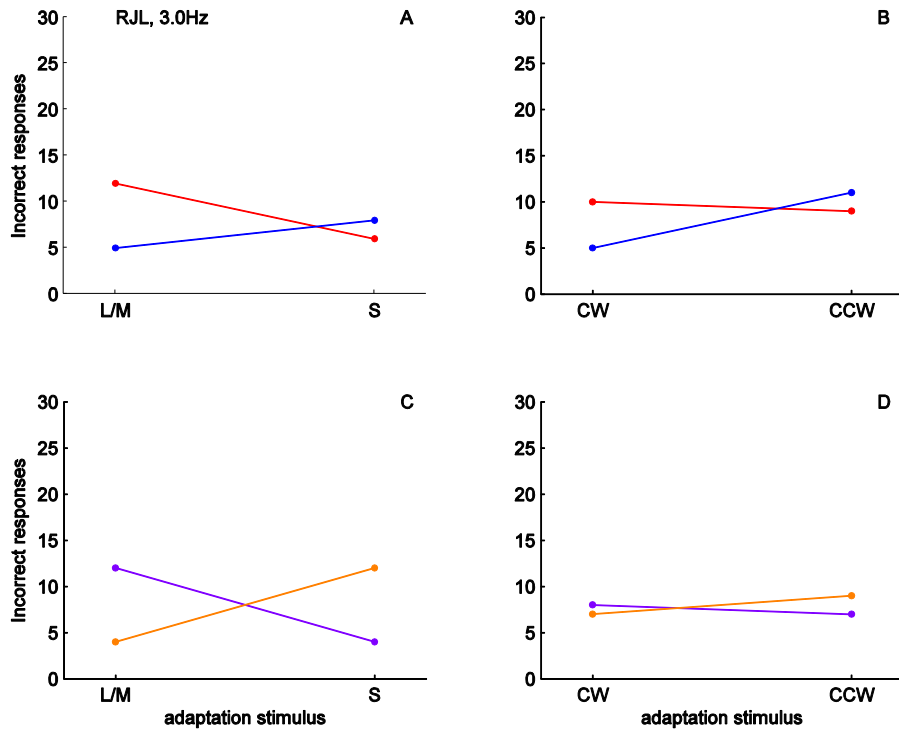 RJL, 3.0Hz
A
Incorrect responses
30
25
20
15
10
5
0
L/M
S
B
30
25
20
15
10
5
0
CW
CCW
C
Incorrect responses
30
25
20
15
10
5
0
L/M
S
adaptation stimulus
D
30
25
20
15
10
5
0
CW
CCW
adaptation stimulus